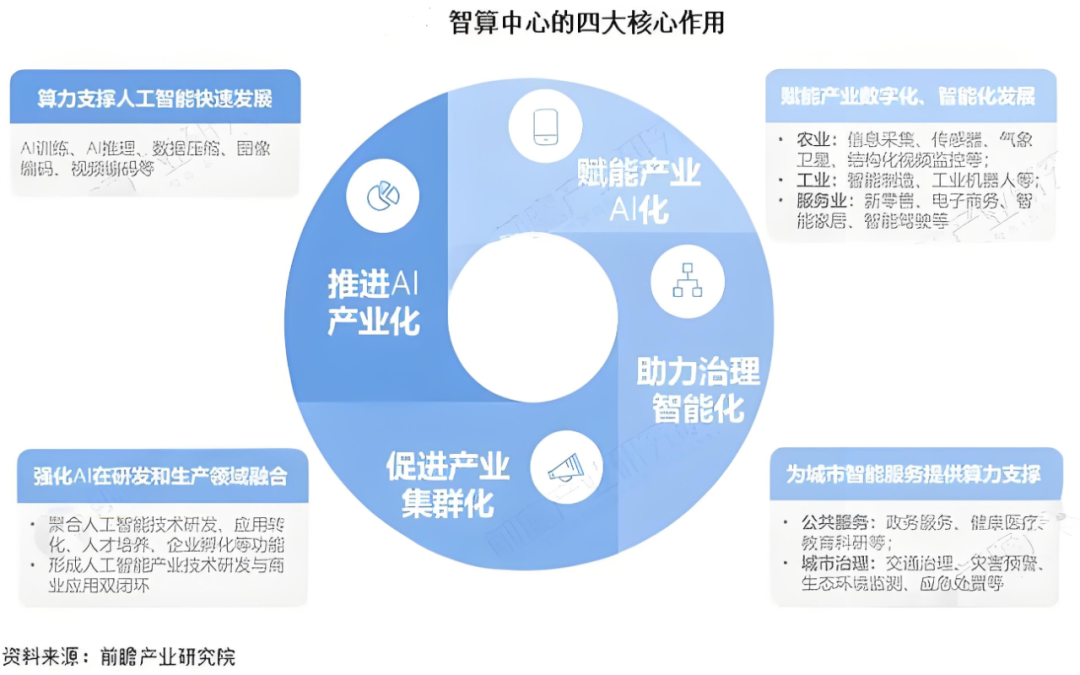 智算中心的四大核心作用
算力支撑人工智能快速发展
AI训练、AI推理、数据压缩、图像
编码、视频编码等
赋能产业数字化、智能化发展
• 农业：信息采集、传感器、气象
卫星、结构化视频监控等；
• 工业：智能制造、工业机器人等；
• 服务业：新零售、电子商务、智
能家居、智能驾驶等
赋能产业
AI化
推进AI
产业化
助力治理
智能化
促进产业
集群化
强化AI在研发和生产领域融合
• 聚合人工智能技术研发、应用转
化、人才培养、企业孵化等功能
• 形成人工智能产业技术研发与商
业应用双闭环
为城市智能服务提供算力支撑
• 公共服务：政务服务、健康医疗、
教育科研等；
• 城市治理：交通治理、灾害预警、
生态环境监测、应急处置等
资料来源：前瞻产业研究院